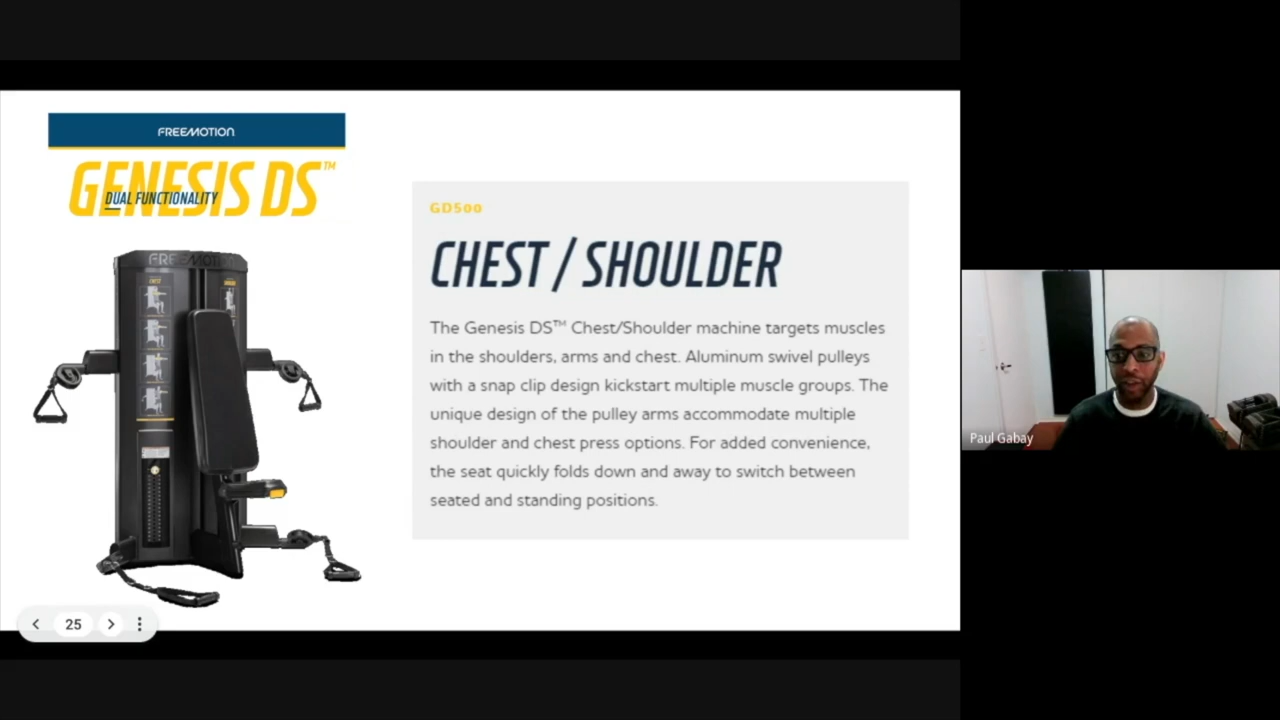 FREEMOTION
GENESIS DS™
DUAL FUNCTIONALITY
FREEMOTION
CHEST
GD500
CHEST / SHOULDER
The Genesis DS™ Chest/Shoulder machine targets muscles
in the shoulders, arms and chest. Aluminum swivel pulleys
with a snap clip design kickstart multiple muscle groups. The
unique design of the pulley arms accommodate multiple
shoulder and chest press options. For added convenience,
the seat quickly folds down and away to switch between
seated and standing positions.
25
Paul Gabay